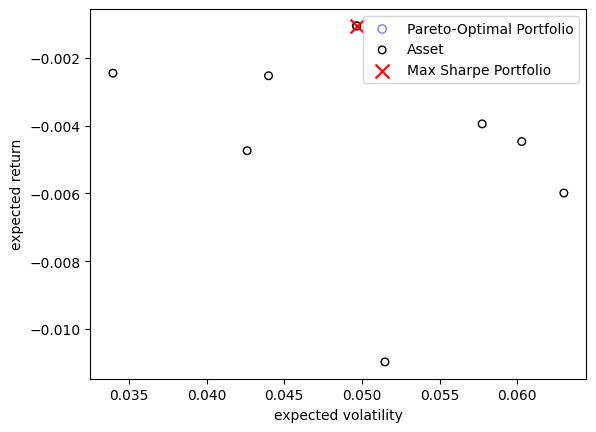 Pareto-Optimal Portfolio
Asset
Max Sharpe Portfolio
−0.002
−0.004
−0.006
−0.008
−0.010
expected return
0.035 0.040 0.045 0.050 0.055 0.060
expected volatility